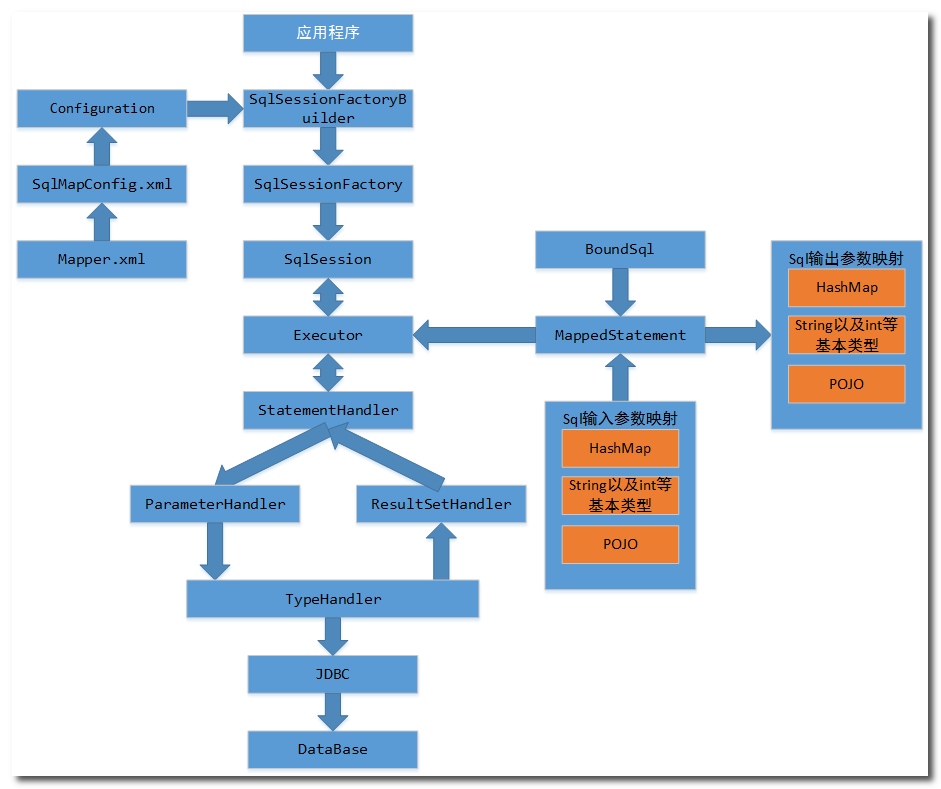 应用程序
Configuration
SqlSessionFactoryB
uilder
SqlMapConfig.xml
SqlSessionFactory
Mapper.xml
SqlSession
BoundSql
Sql输出参数映射
HashMap
String以及int等
基本类型
POJO
Executor
MappedStatement
StatementHandler
Sql输入参数映射
HashMap
String以及int等
基本类型
POJO
ParameterHandler
ResultSetHandler
TypeHandler
JDBC
DataBase